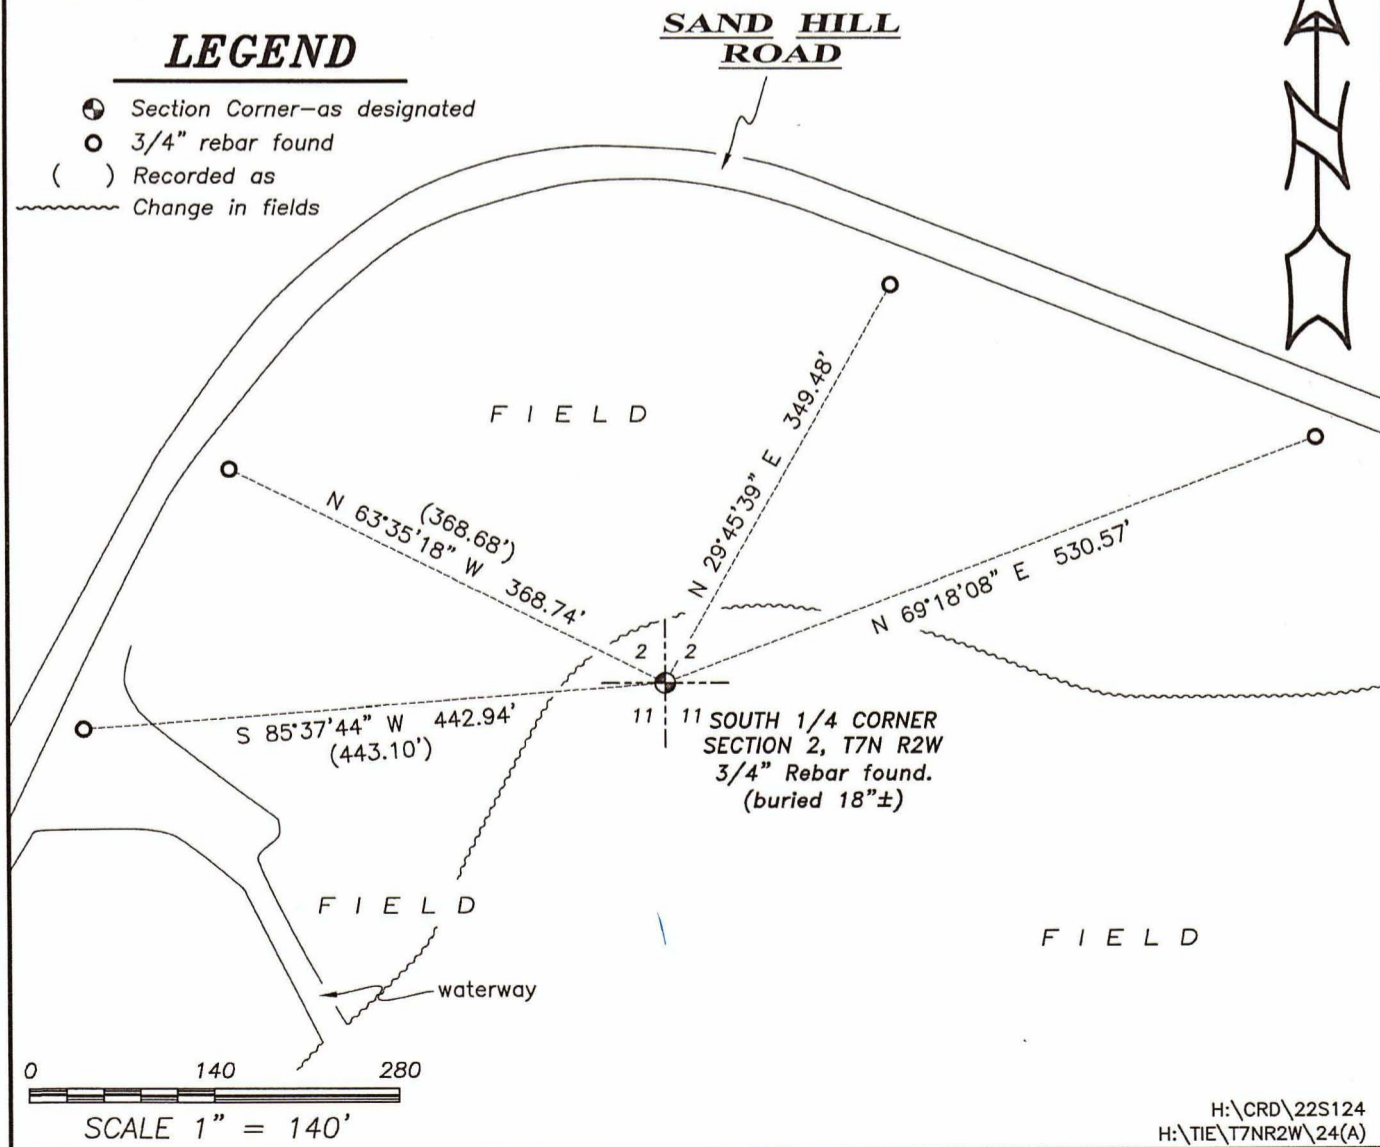 SAND HILL
ROAD
LEGEND
Section Corner-as designated
3/4" rebar found
( ) Recorded as
Change in fields
N
FIELD
349.48'
N 29°45'39" E
(368.68')
N 63°35'18" W 368.74'
N 69°18'08" E 530.57'
2 2
11 11
S 85°37'44" W 442.94'
(443.10')
SOUTH 1/4 CORNER
SECTION 2, T7N R2W
3/4" Rebar found.
(buried 18"±)
FIELD
FIELD
waterway
0 140 280
SCALE 1" = 140'
H:\CRD\22S124
H:\TIE\T7NR2W\24(A)